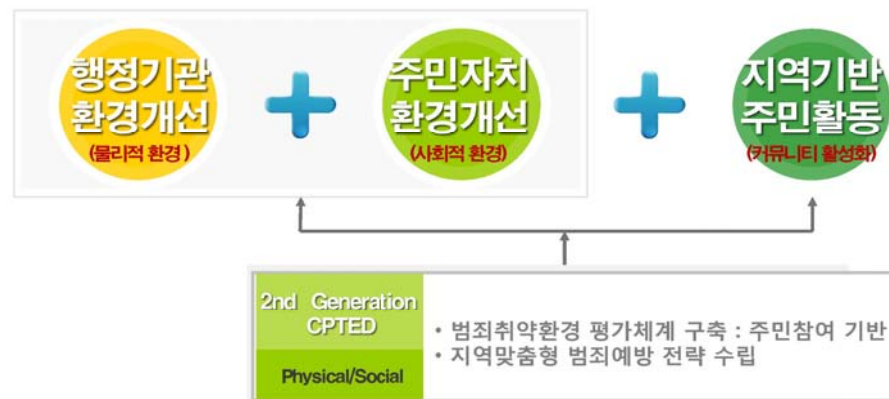 행정기관
환경개선
(물리적 환경)
주민자치
환경개선
(사회적 환경)
지역기반
주민활동
(커뮤니티 활성화)
2nd Generation
CPTED
Physical/Social
• 범죄취약환경 평가체계 구축 : 주민참여 기반
• 지역맞춤형 범죄예방 전략 수립